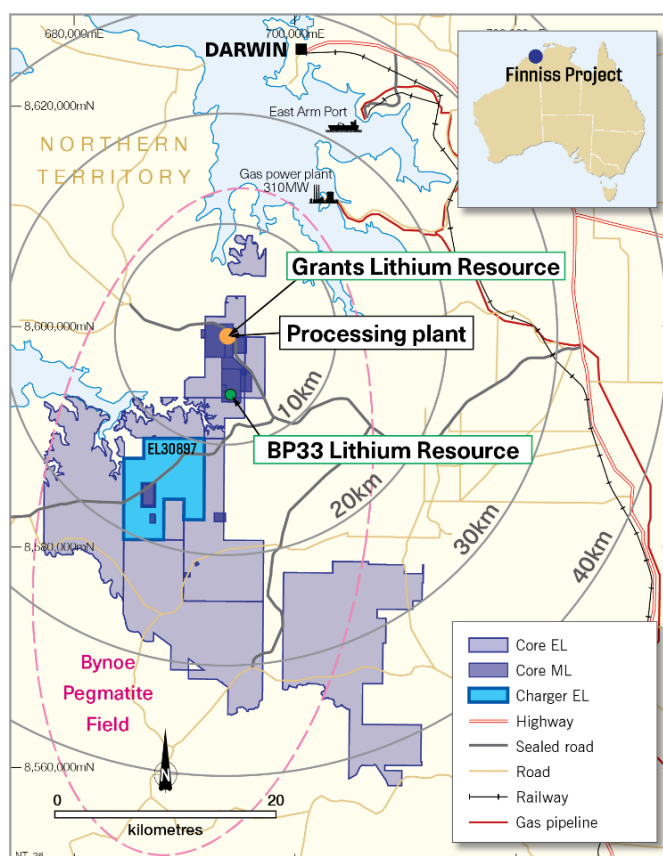 680,000mE
700,000mE
DARWIN
Finniss Project
8,620,000mN
East Arm Port
NORTHERN
TERRITORY
Gas power plant
310MW
Grants Lithium Resource
8,600,000mN
Processing plant
10km
BP33 Lithium Resource
EL30897
20km
30km
40km
8,580,000mN
Bynoe
Pegmatite
Field
8,560,000mN
N
0 20
kilometres
Core EL
Core ML
Charger EL
Highway
Sealed road
Road
Railway
Gas pipeline